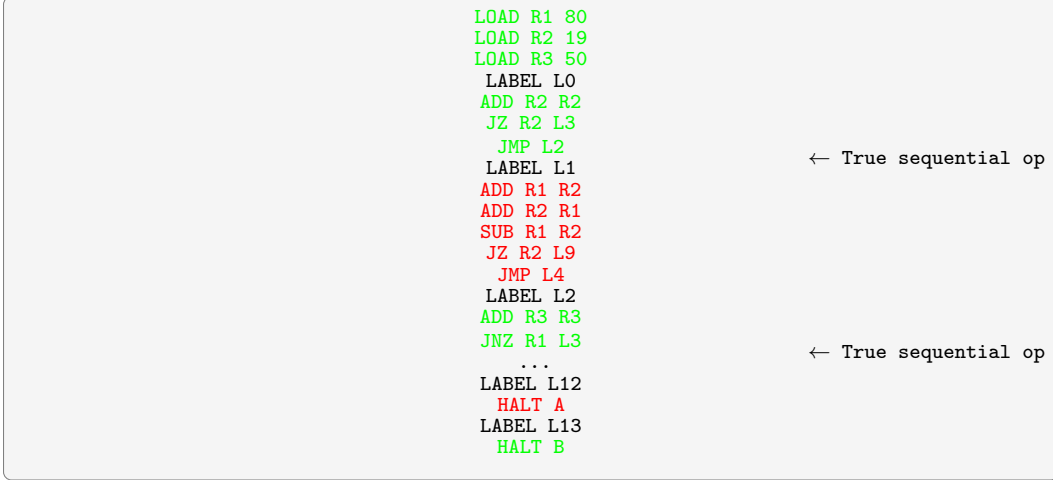 LOAD R1 80
LOAD R2 19
LOAD R3 50
LABEL L0
ADD R2 R2
JZ R2 L3
JMP L2 ← True sequential op
LABEL L1
ADD R1 R2
ADD R2 R1
SUB R1 R2
JZ R2 L9
JMP L4
LABEL L2
ADD R3 R3
JNZ R1 L3 ← True sequential op
...
LABEL L12
HALT A
LABEL L13
HALT B